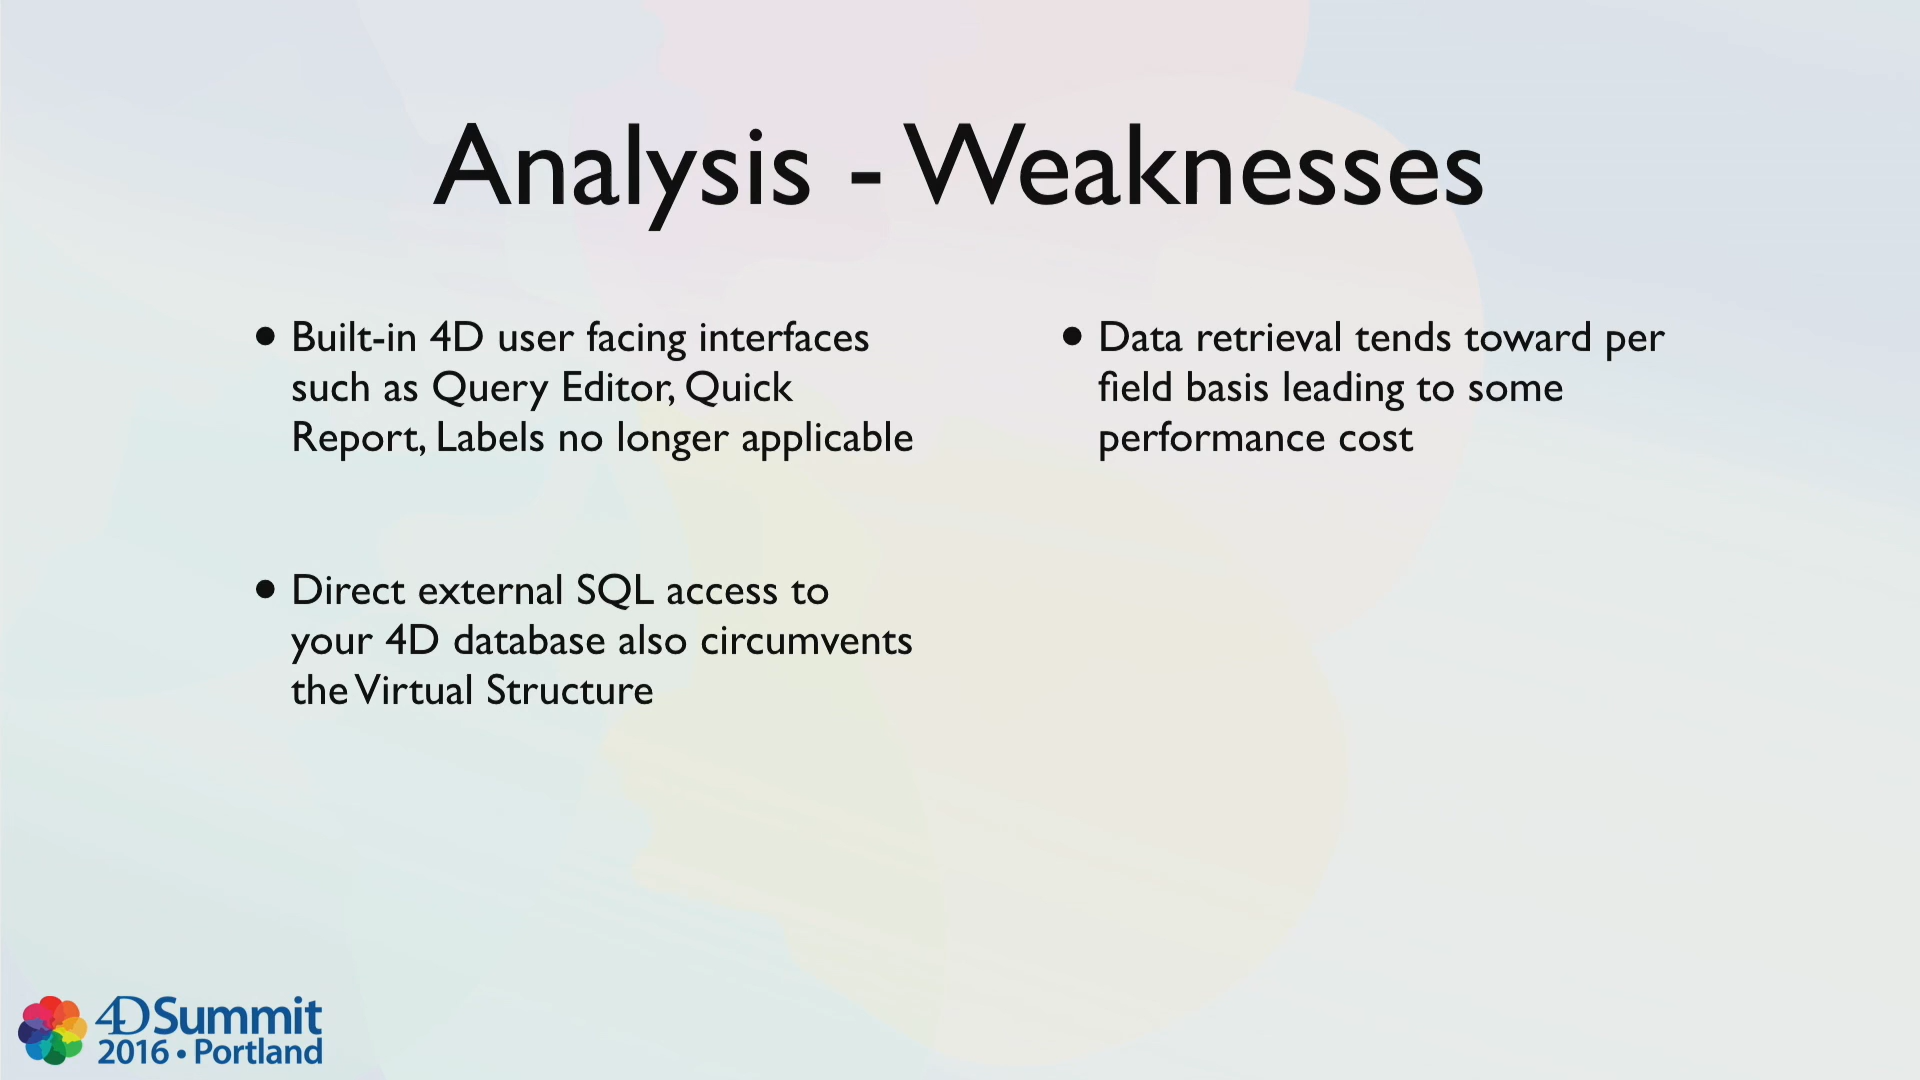 Analysis - Weaknesses
• Built-in 4D user facing interfaces
such as Query Editor, Quick
Report, Labels no longer applicable
• Direct external SQL access to
your 4D database also circumvents
the Virtual Structure
• Data retrieval tends toward per
field basis leading to some
performance cost
4D Summit
2016 • Portland